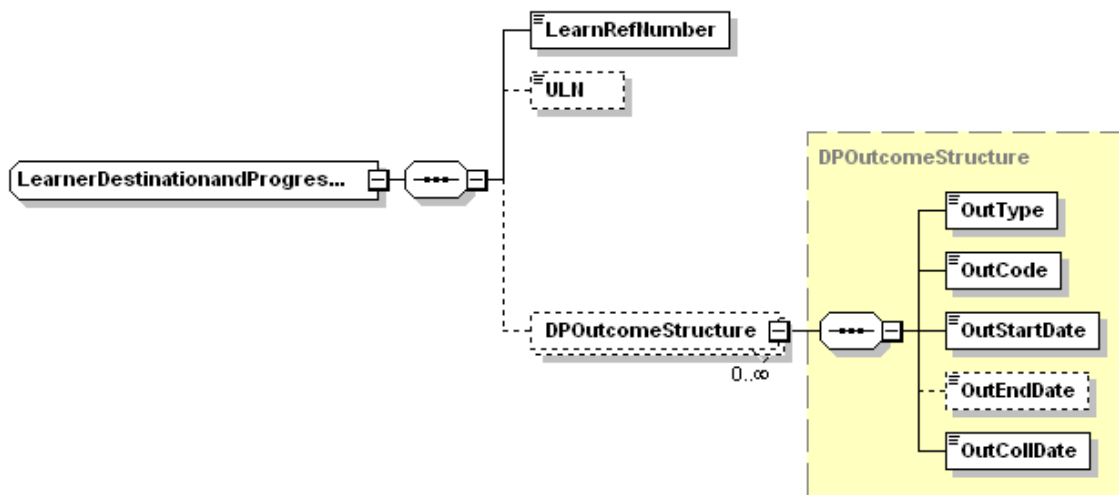 LearnRefNumber
ULN
LearnerDestinationandProgres...
DPOutcomeStructure
0..∞
DPOutcomeStructure
OutType
OutCode
OutStartDate
OutEndDate
OutCollDate